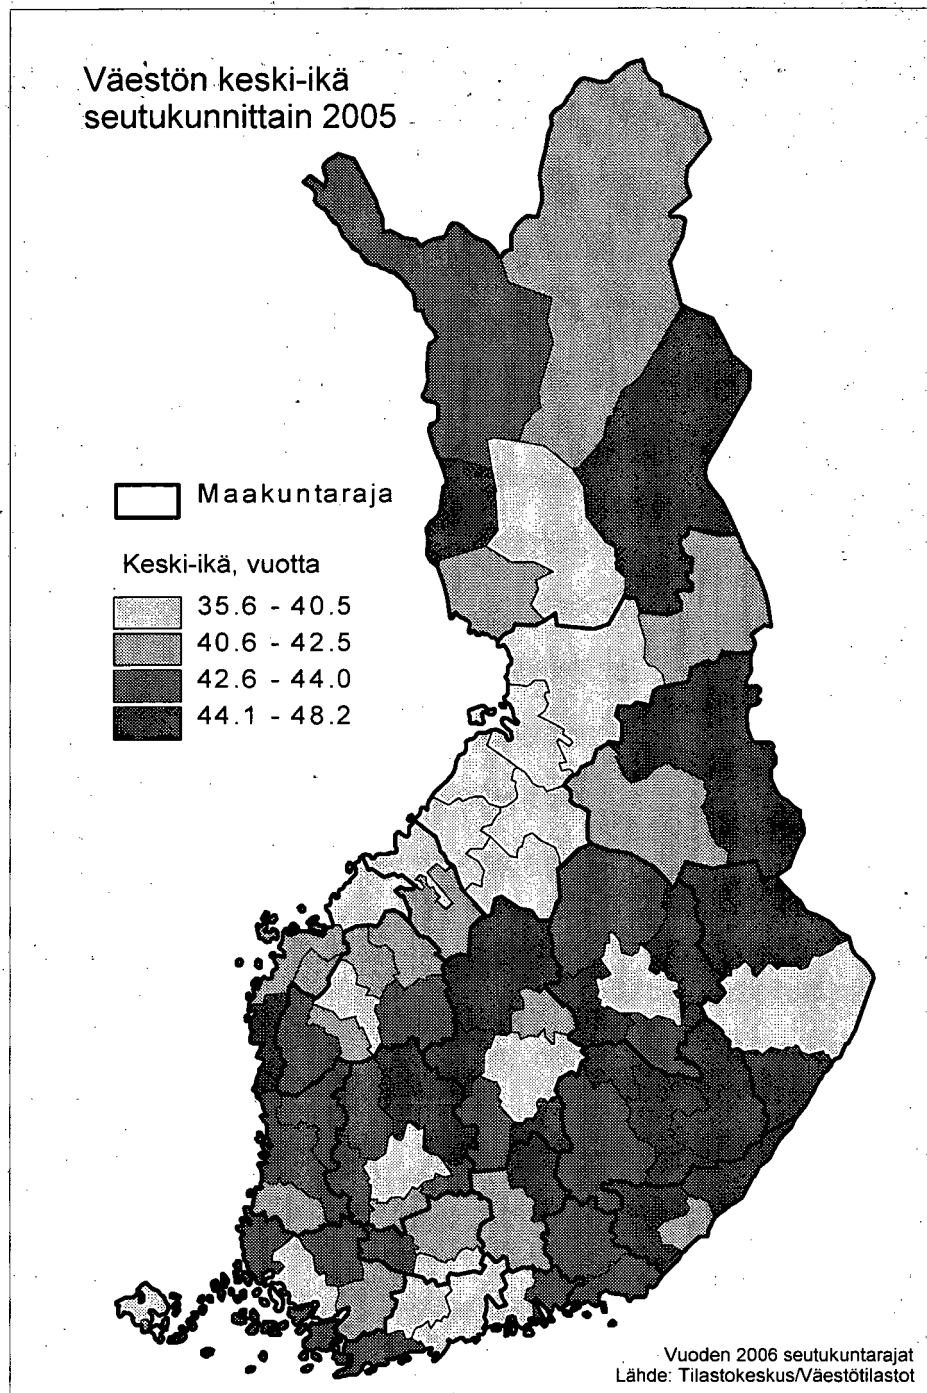 Väestön keski-ikä
seutukunnittain 2005
Maakuntaraja
Keski-ikä, vuotta
35.6 - 40.5
40.6 - 42.5
42.6 - 44.0
44.1 - 48.2
Vuoden 2006 seutukuntarajat
Lähde: Tilastokeskus/Väestötilastot